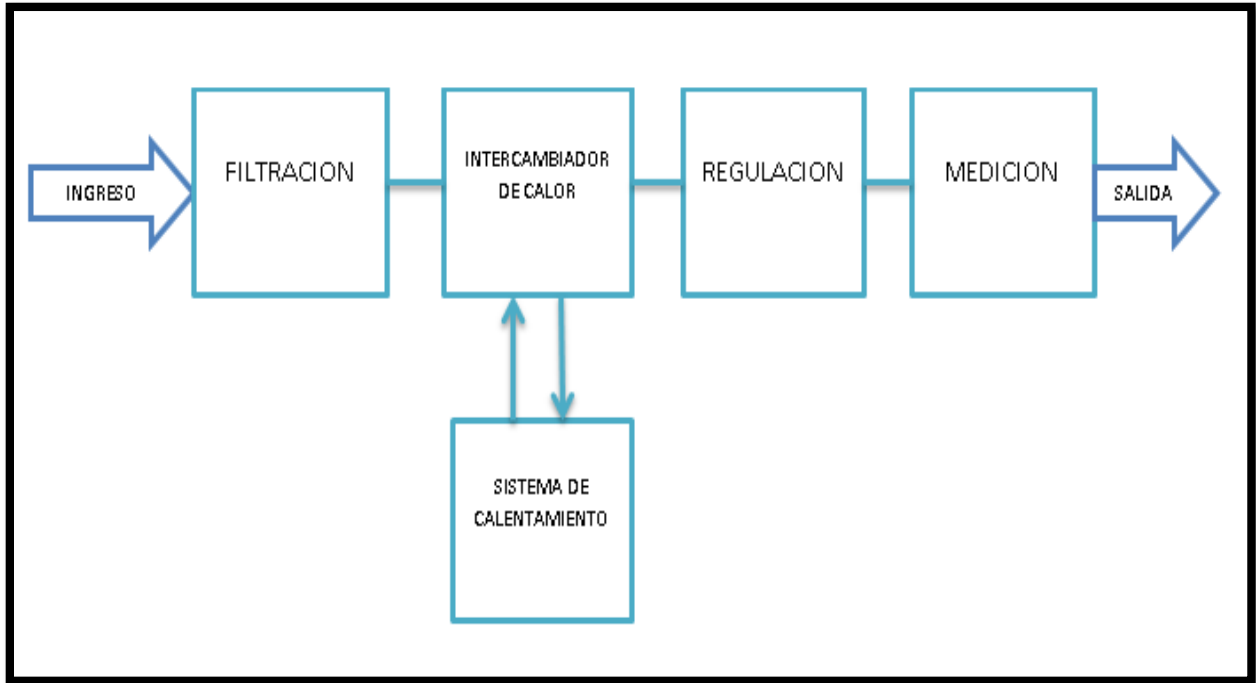 INGRESO
FILTRACION
INTERCAMBIADOR
DE CALOR
REGULACION
MEDICION
SALIDA
SISTEMA DE
CALENTAMIENTO